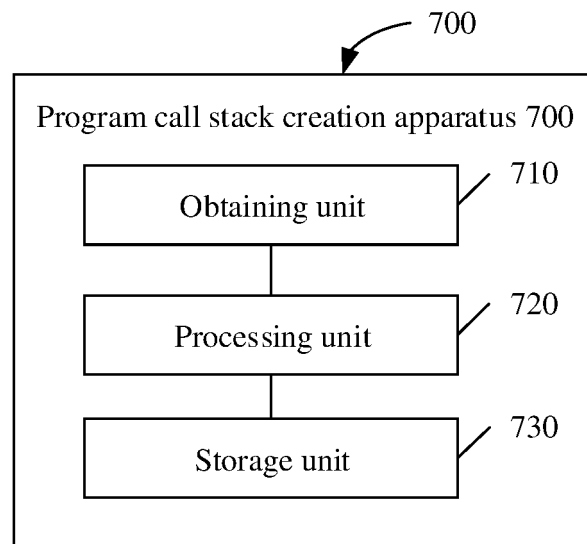 700
Program call stack creation apparatus 700
710
Obtaining unit
720
Processing unit
730
Storage unit